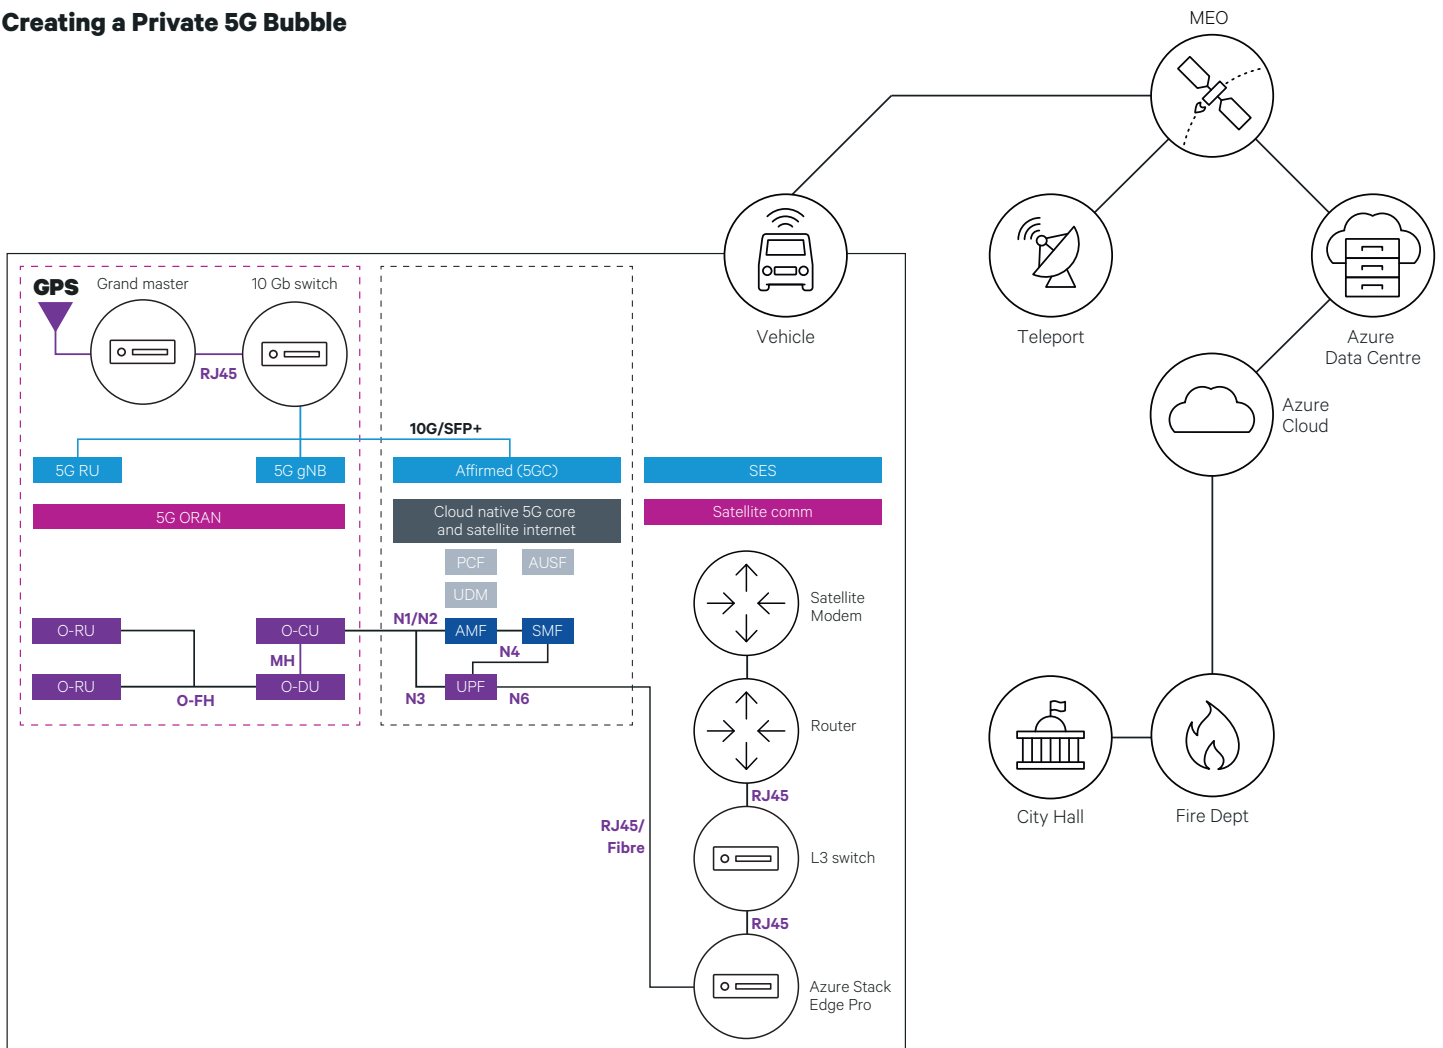 Creating a Private 5G Bubble
MEO
Vehicle
Teleport
Azure
Data Centre
Azure
Cloud
City Hall
Fire Dept
GPS
Grand master
10 Gb switch
RJ45
10G/SFP+
5G RU
5G gNB
Affirmed (5GC)
SES
5G ORAN
Cloud native 5G core
and satellite internet
Satellite comm
PCF
AUSF
UDM
O-RU
O-CU
N1/N2
AMF
SMF
MH
N4
O-RU
O-FH
O-DU
N3
UPF
N6
Satellite
Modem
Router
RJ45
RJ45/
Fibre
L3 switch
RJ45
Azure Stack
Edge Pro